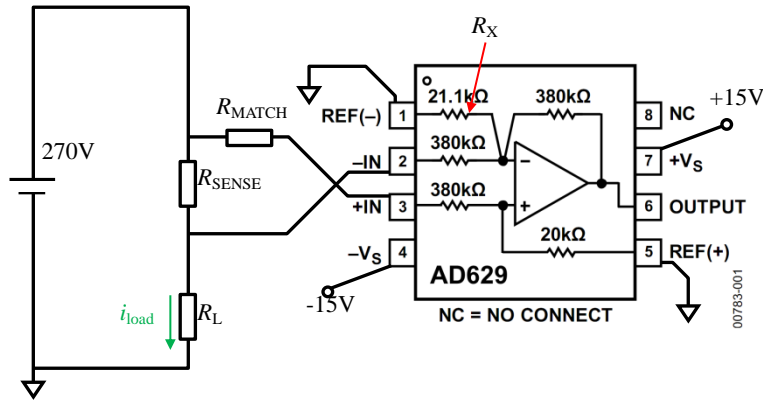 R_X
+15V
R_MATCH
270V
R_SENSE
R_L
i_load
-15V
REF(–)
–IN
+IN
–V_S
1
2
3
4
21.1kΩ
380kΩ
380kΩ
380kΩ
20kΩ
−
+
AD629
8
7
6
5
NC
+V_S
OUTPUT
REF(+)
NC = NO CONNECT
00783-001